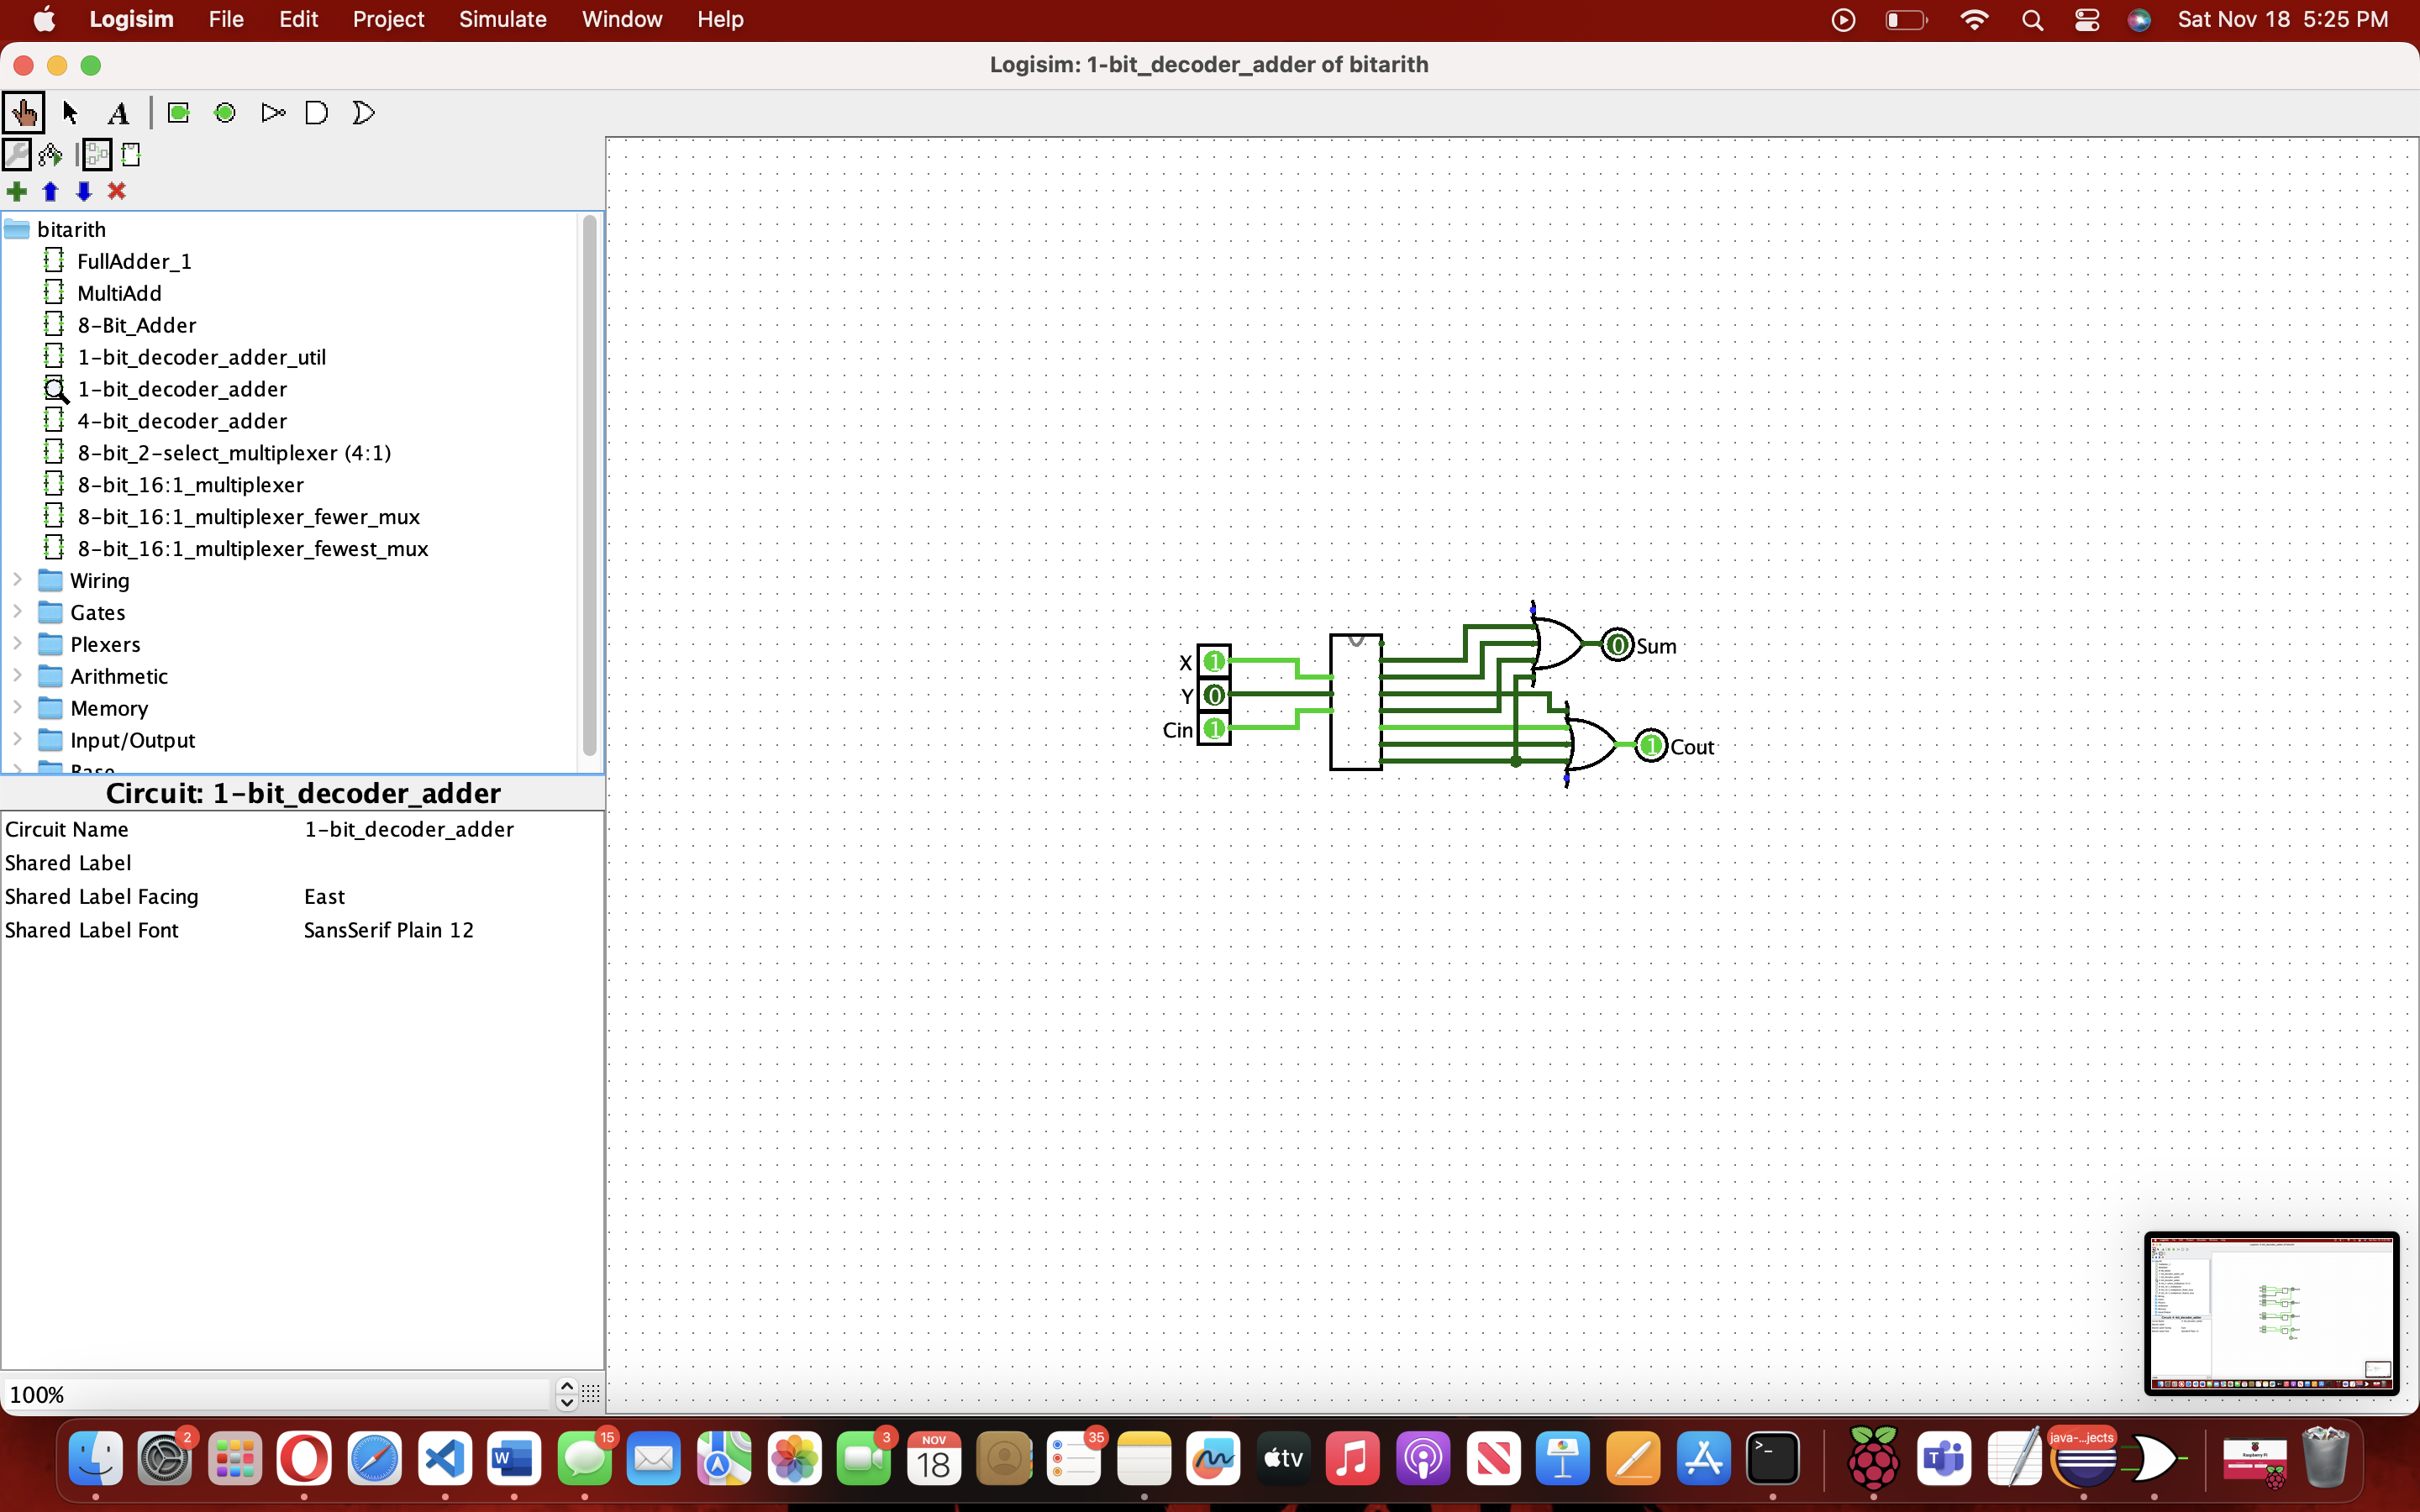 Logisim File Edit Project Simulate Window Help Sat Nov 18 5:25 PM
Logisim: 1-bit_decoder_adder of bitarith
A
bitarith
FullAdder_1
MultiAdd
8-Bit_Adder
1-bit_decoder_adder_util
1-bit_decoder_adder
4-bit_decoder_adder
8-bit_2-select_multiplexer (4:1)
8-bit_16:1_multiplexer
8-bit_16:1_multiplexer_fewer_mux
8-bit_16:1_multiplexer_fewest_mux
Wiring
Gates
Plexers
Arithmetic
Memory
Input/Output
Base
Circuit: 1-bit_decoder_adder
Circuit Name 1-bit_decoder_adder
Shared Label
Shared Label Facing East
Shared Label Font SansSerif Plain 12
100%
0 Sum
X 1
Y 0
Cin 1
1 Cout
2
15
3
NOV
18
35
tv
W
>_
java-...jects
Raspberry Pi